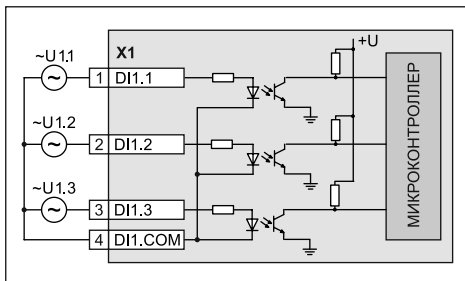 X1
+U
~U1.1
1 DI1.1
~U1.2
2 DI1.2
~U1.3
3 DI1.3
4 DI1.COM
МИКРОКОНТРОЛЛЕР